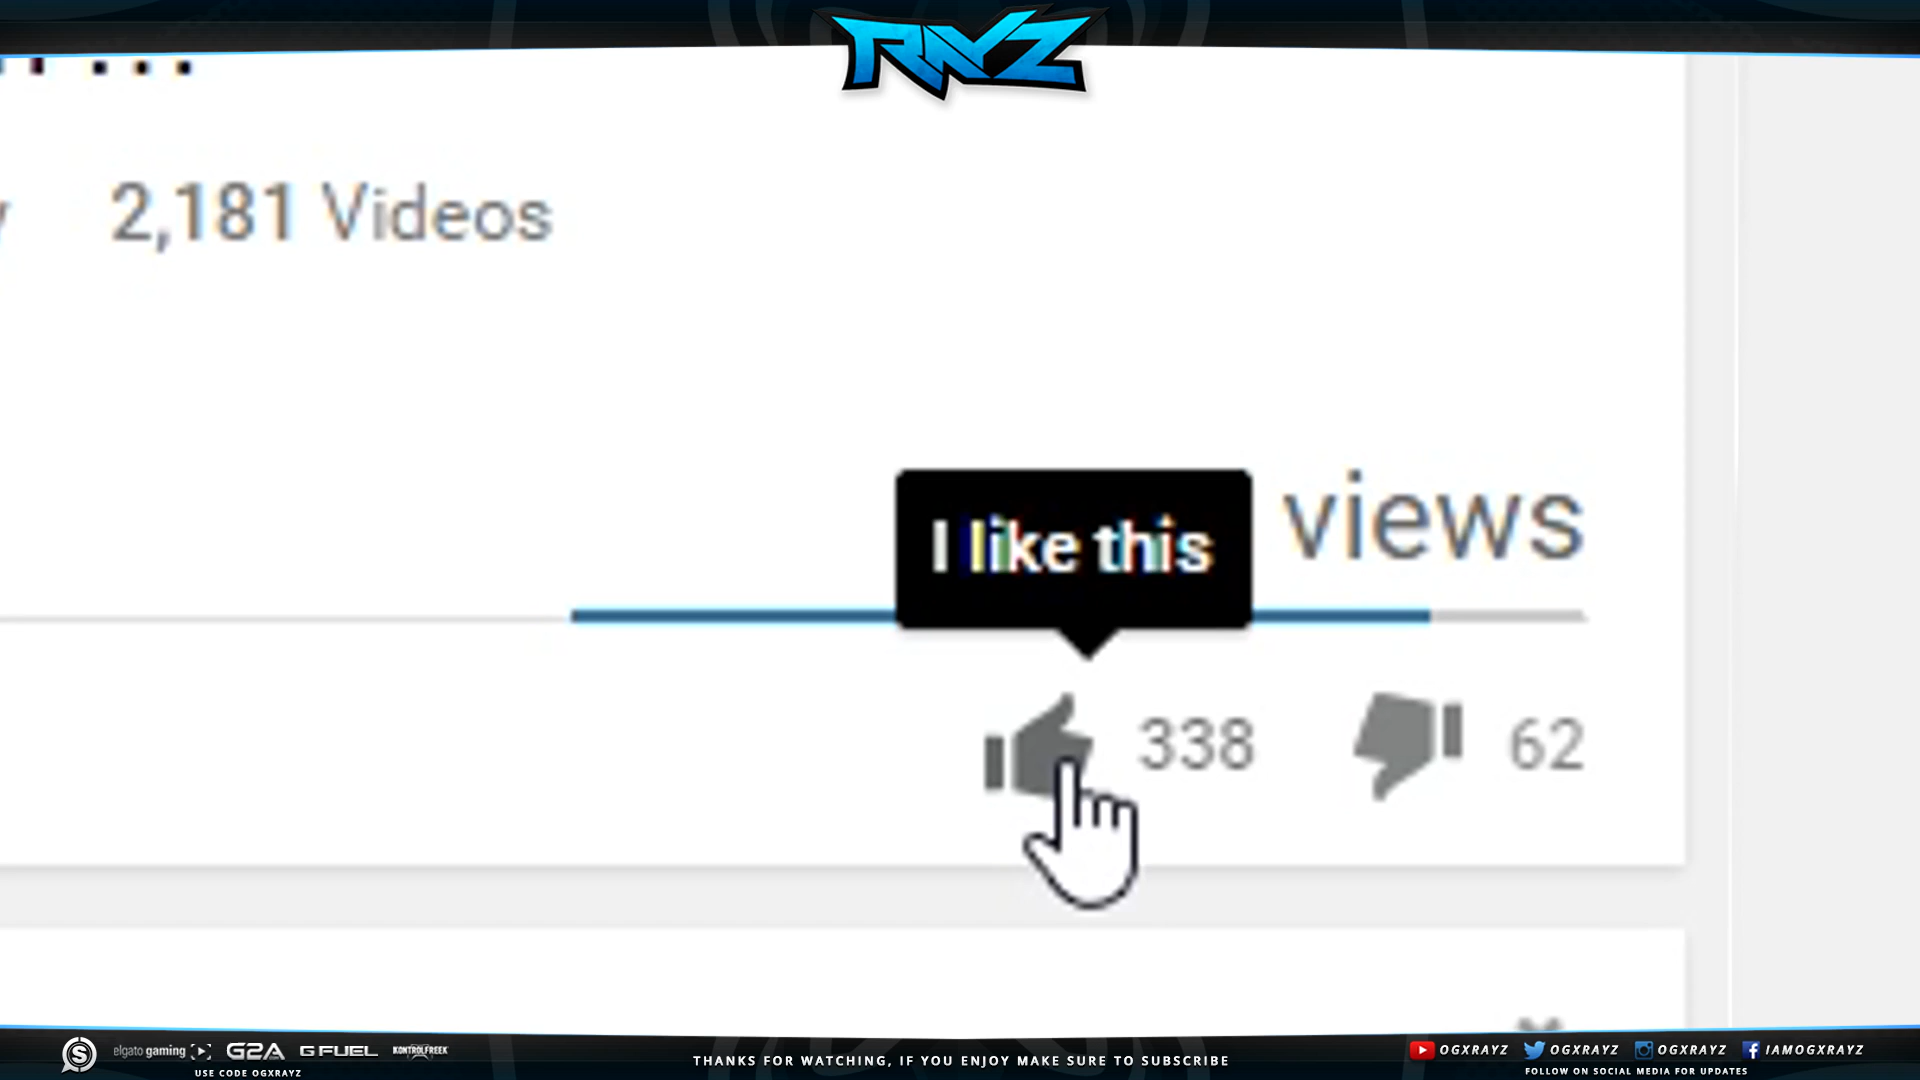 RAYZ
2,181 Videos
views
I like this
338 62
elgato gaming G2A G FUEL KONTROLFREEK
USE CODE OGXRAYZ
THANKS FOR WATCHING, IF YOU ENJOY MAKE SURE TO SUBSCRIBE
OGXRAYZ OGXRAYZ OGXRAYZ IAMOGXRAYZ
FOLLOW ON SOCIAL MEDIA FOR UPDATES